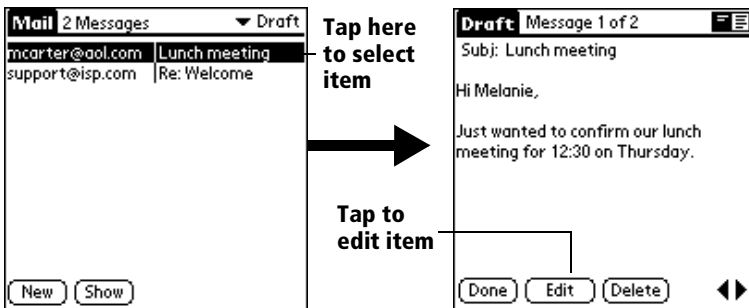 Mail 2 Messages ▼ Draft
mcarter@aol.com Lunch meeting
support@isp.com Re: Welcome
New Show
Tap here
to select
item
Tap to
edit item
Draft Message 1 of 2
Subj: Lunch meeting
Hi Melanie,
Just wanted to confirm our lunch
meeting for 12:30 on Thursday.
Done Edit Delete